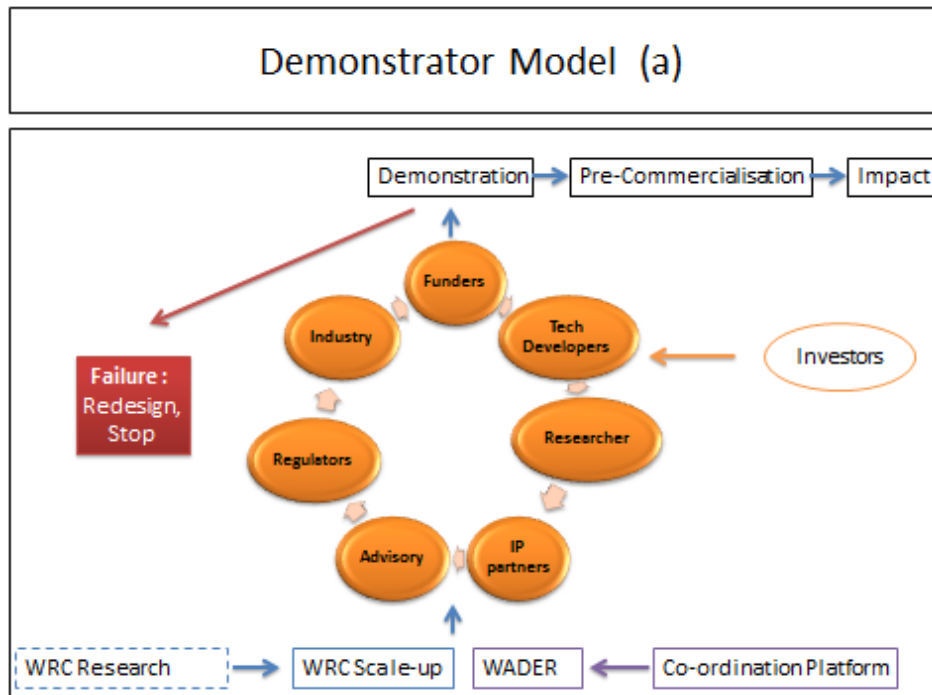 Demonstrator Model (a)
Demonstration
Pre-Commercialisation
Impact
Funders
Industry
Tech
Developers
Investors
Failure :
Redesign,
Stop
Researcher
Regulators
Advisory
IP
partners
WRC Research
WRC Scale-up
WADER
Co-ordination Platform